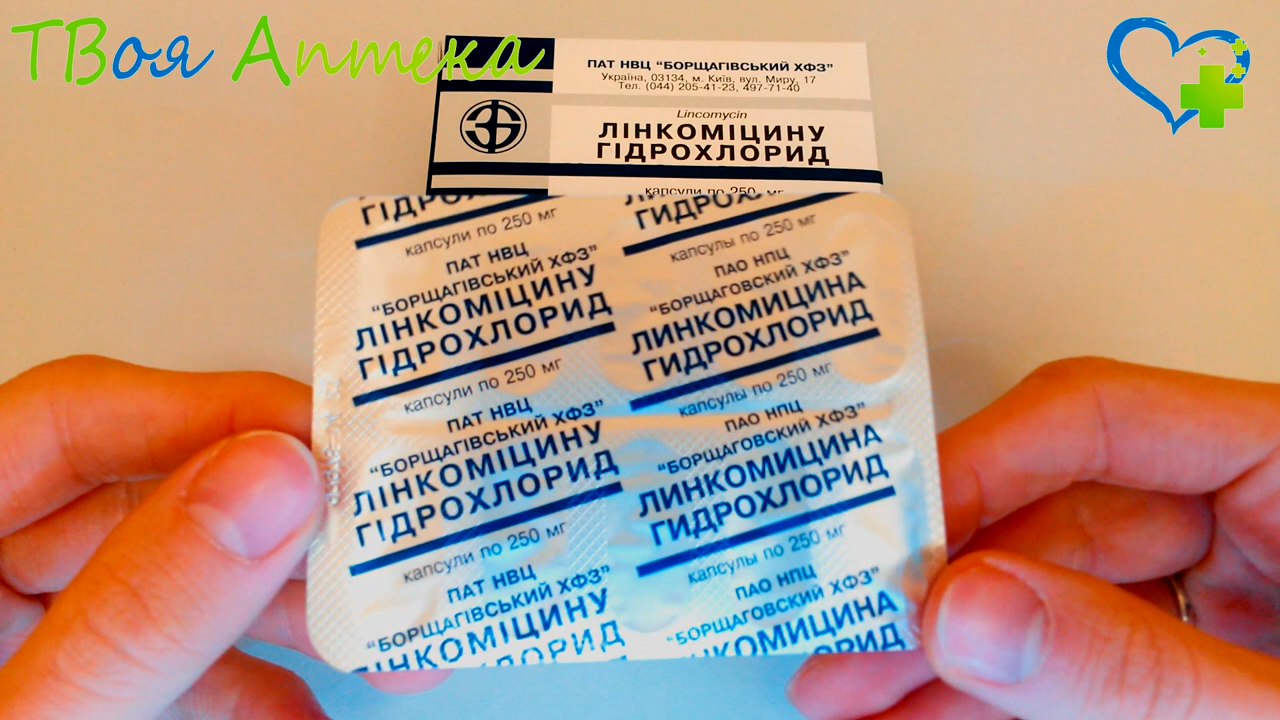 ТВоя Аптека
ПАТ НВЦ "БОРЩАГІВСЬКИЙ ХФЗ"
Україна, 03134, м. Київ, вул. Миру, 17
Тел. (044) 205-41-23, 497-71-40
Lincomycin
ЛІНКОМІЦИНУ
ГІДРОХЛОРИД
капсули по 250 мг
ГІДРОХЛОРИД
капсули по 250 мг
ПАТ НВЦ
"БОРЩАГІВСЬКИЙ ХФЗ"
ЛІНКОМІЦИНУ
ГІДРОХЛОРИД
капсули по 250 мг
ПАТ НВЦ
"БОРЩАГІВСЬКИЙ ХФЗ"
ЛІНКОМІЦИНУ
ГІДРОХЛОРИД
капсули по 250 мг
ПАТ НВЦ
"БОРЩАГІВСЬКИЙ ХФЗ"
ЛІНКОМІЦИНУ
ГИДРОХЛОРИД
капсулы по 250 мг
ПАО НПЦ
"БОРЩАГОВСКИЙ ХФЗ"
ЛИНКОМИЦИНА
ГИДРОХЛОРИД
капсулы по 250 мг
ПАО НПЦ
"БОРЩАГОВСКИЙ ХФЗ"
ЛИНКОМИЦИНА
ГИДРОХЛОРИД
капсулы по 250 мг
ПАО НПЦ
"БОРЩАГОВСКИЙ ХФЗ"
ЛИНКОМИЦИНА
ГИДРОХЛОРИД